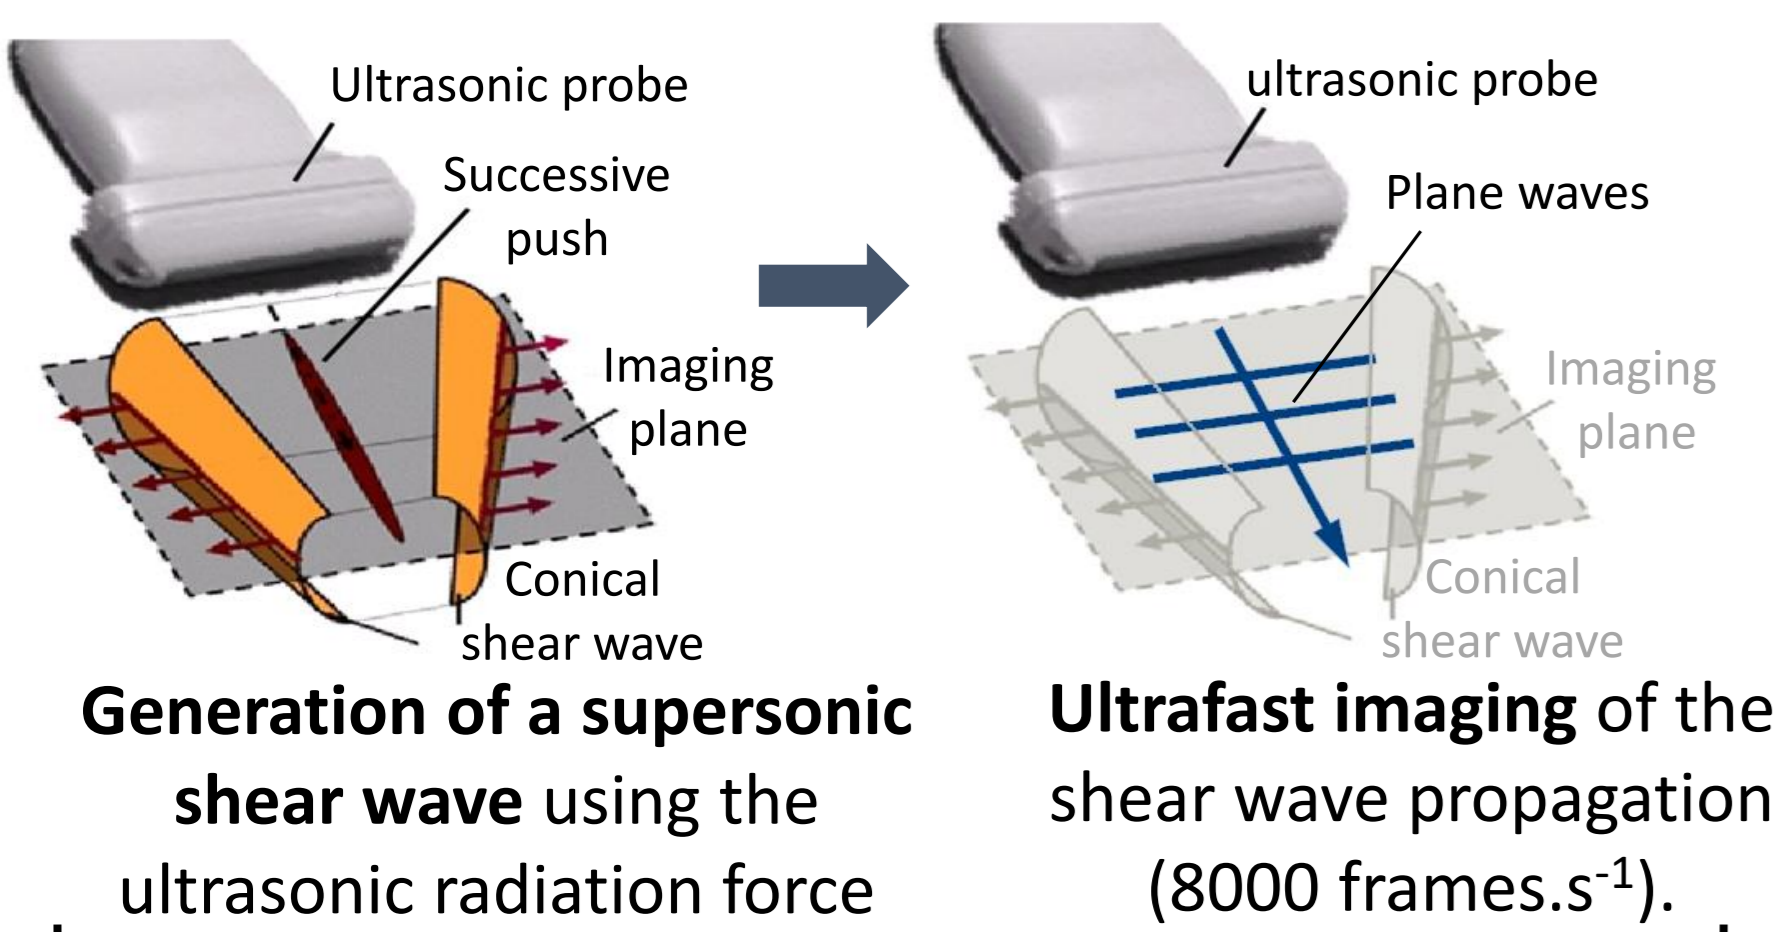 Ultrasonic probe
Successive
push
Imaging
plane
Conical
shear wave
Generation of a supersonic
shear wave using the
ultrasonic radiation force
ultrasonic probe
Plane waves
Imaging
plane
Conical
shear wave
Ultrafast imaging of the
shear wave propagation
(8000 frames.s⁻¹).